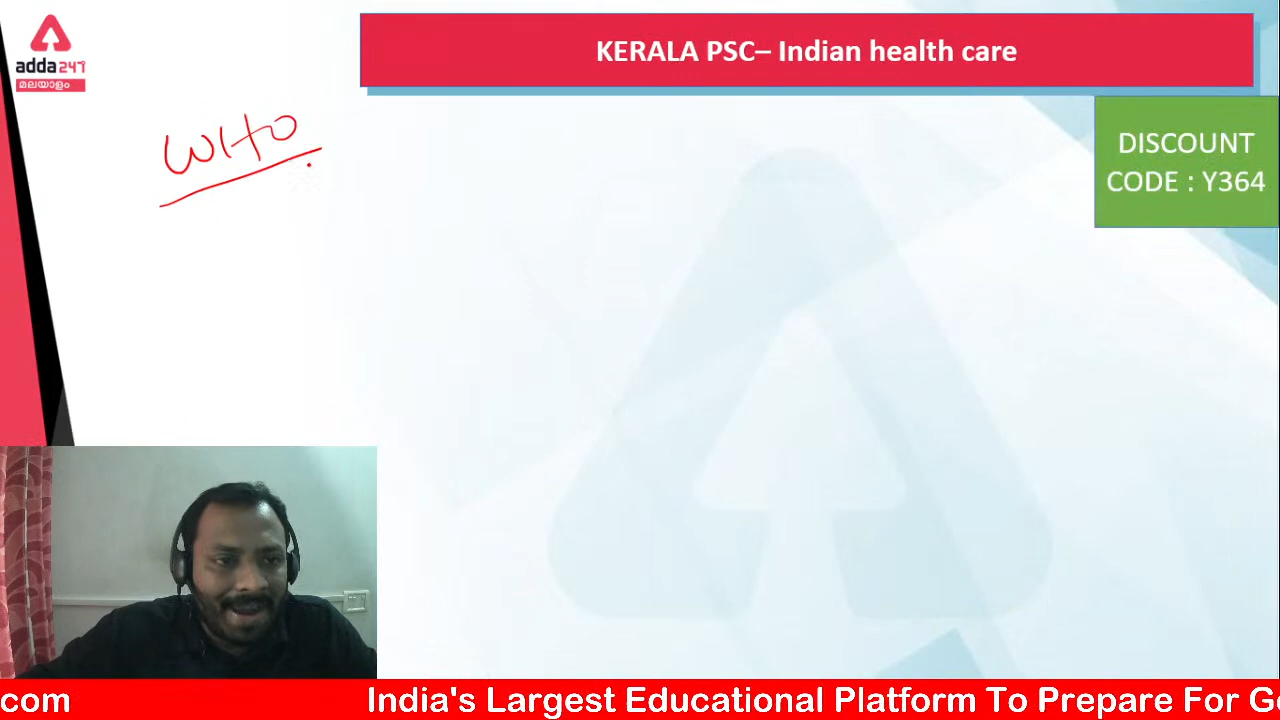 adda247
മലയാളം
KERALA PSC– Indian health care
WHO
DISCOUNT
CODE : Y364
com
India's Largest Educational Platform To Prepare For G